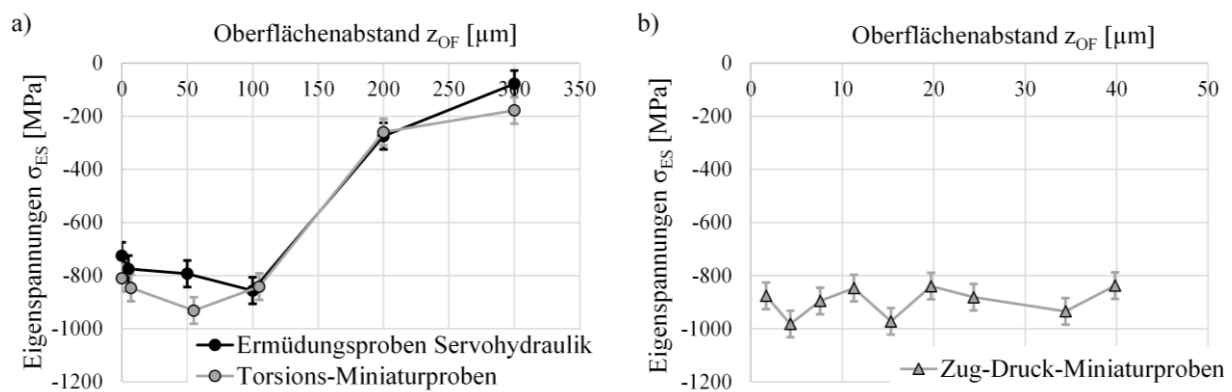 a)
Oberflächenabstand z_OF [µm]
0 50 100 150 200 250 300 350
Eigenspannungen σ_ES [MPa]
0
-200
-400
-600
-800
-1000
-1200
Ermüdungsproben Servohydraulik
Torsions-Miniaturproben
b)
Oberflächenabstand z_OF [µm]
0 10 20 30 40 50
Eigenspannungen σ_ES [MPa]
0
-200
-400
-600
-800
-1000
-1200
Zug-Druck-Miniaturproben